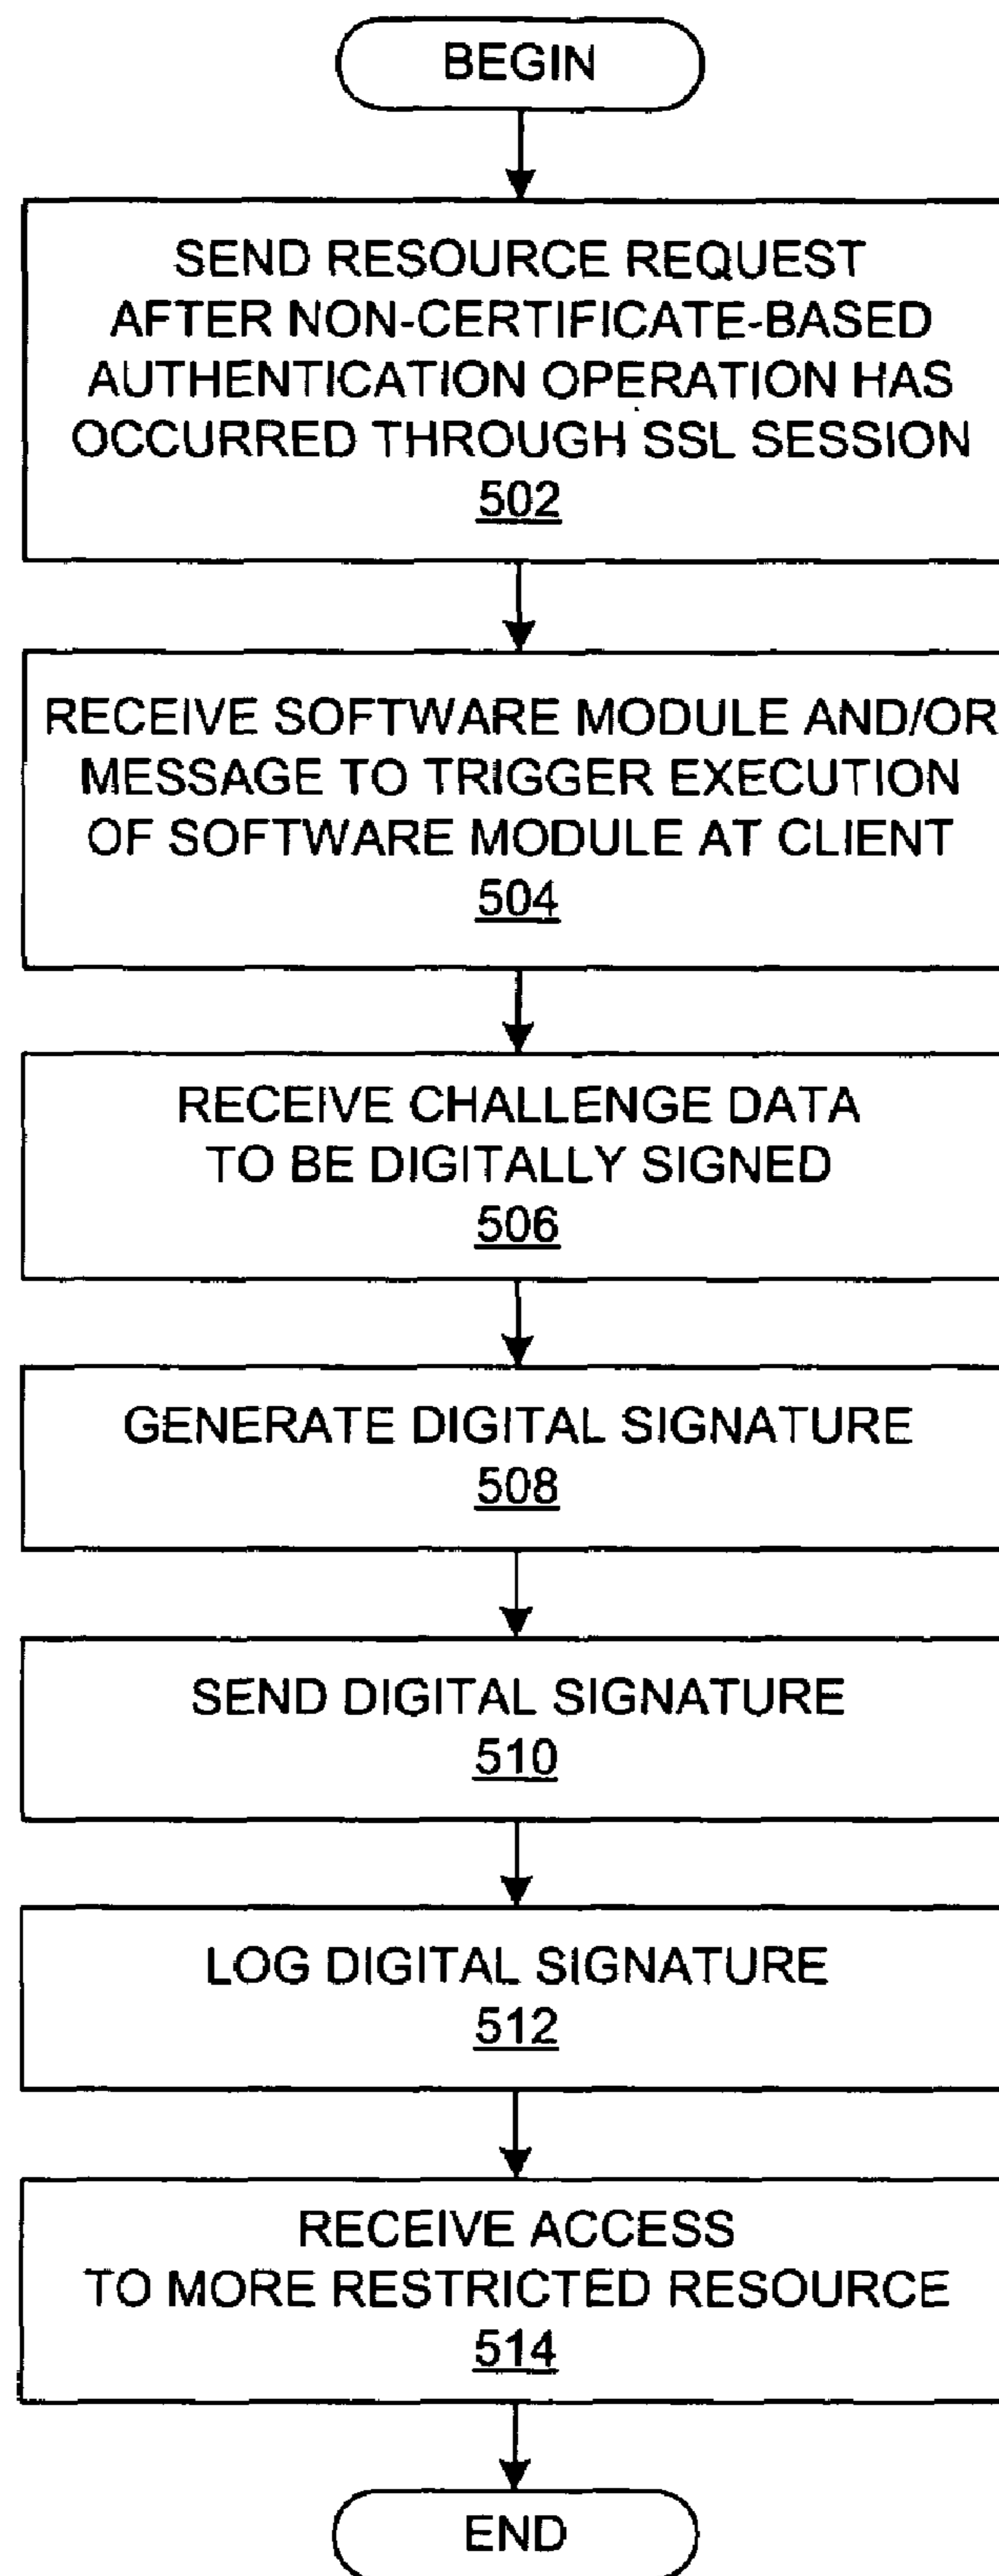 BEGIN
SEND RESOURCE REQUEST
AFTER NON-CERTIFICATE-BASED
AUTHENTICATION OPERATION HAS
OCCURRED THROUGH SSL SESSION
502
RECEIVE SOFTWARE MODULE AND/OR
MESSAGE TO TRIGGER EXECUTION
OF SOFTWARE MODULE AT CLIENT
504
RECEIVE CHALLENGE DATA
TO BE DIGITALLY SIGNED
506
GENERATE DIGITAL SIGNATURE
508
SEND DIGITAL SIGNATURE
510
LOG DIGITAL SIGNATURE
512
RECEIVE ACCESS
TO MORE RESTRICTED RESOURCE
514
END